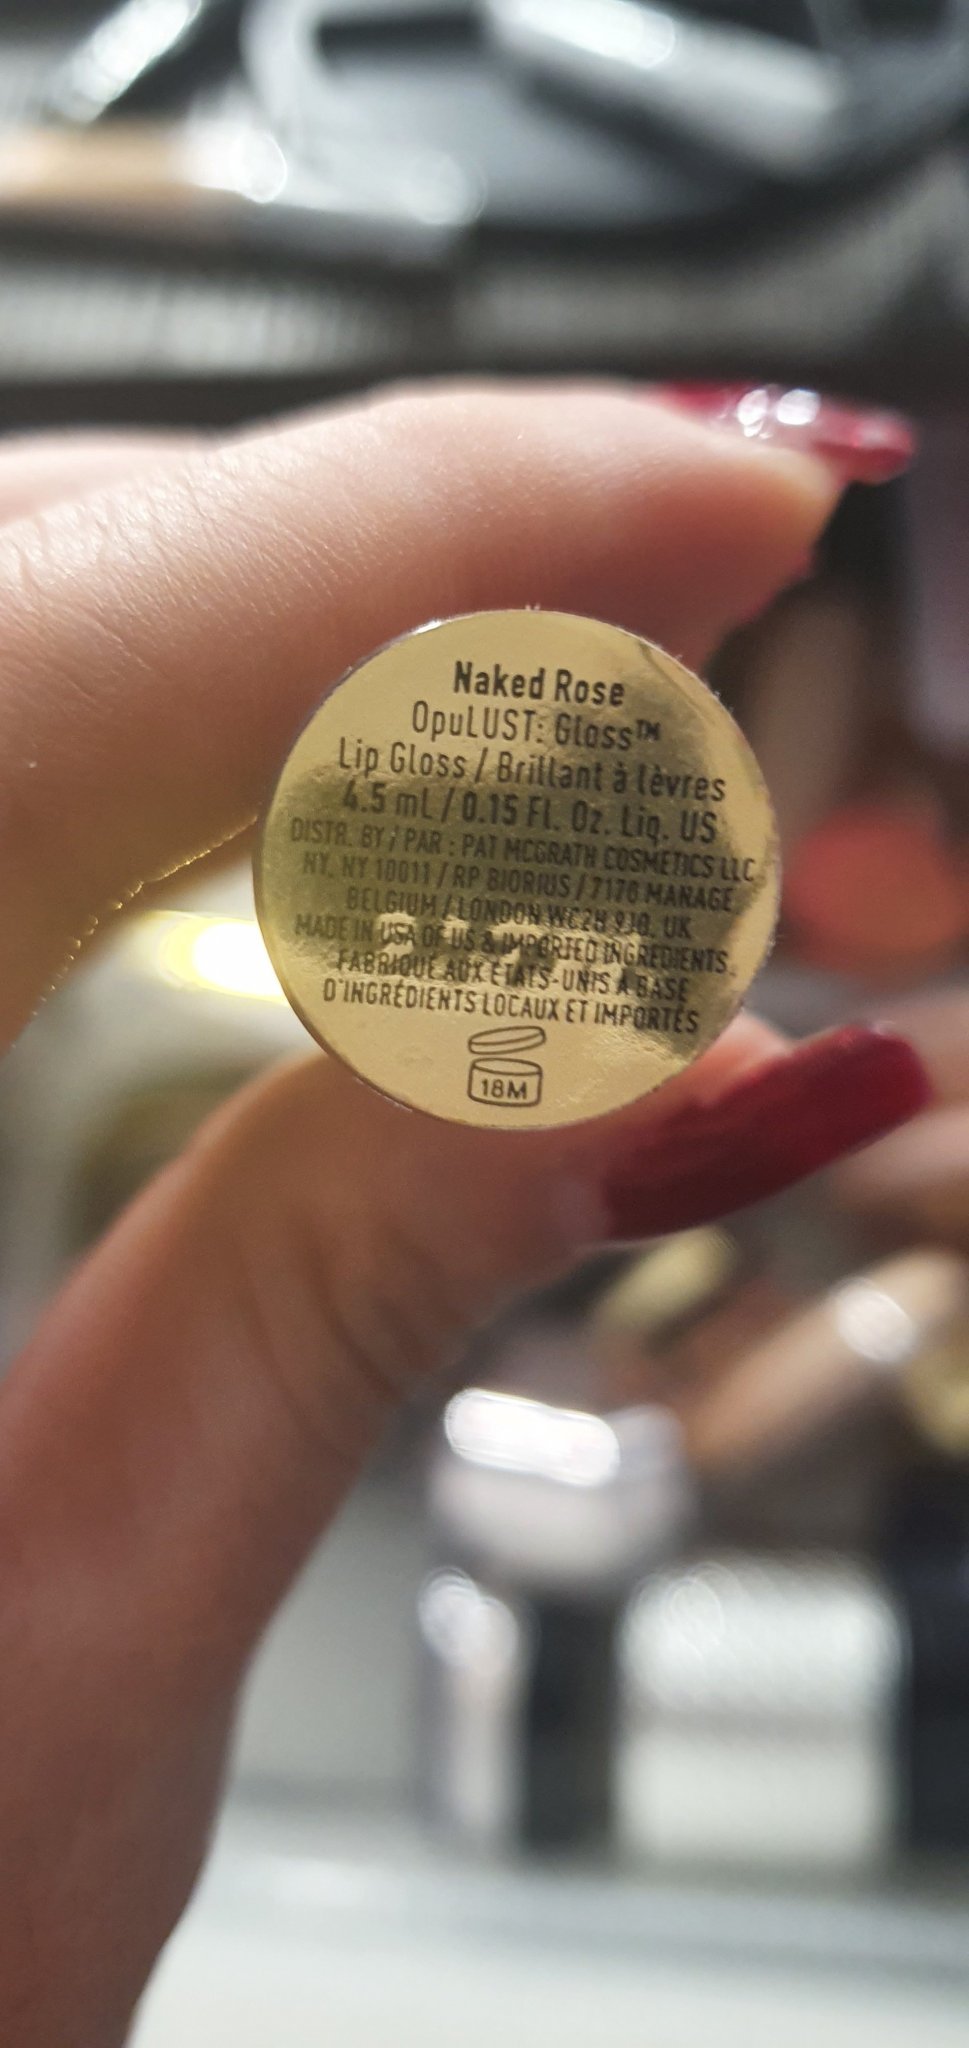 Naked Rose
OpuLUST: Gloss™
Lip Gloss / Brillant à lèvres
4.5 mL / 0.15 Fl. Oz. Liq. US
DISTR. BY / PAR : PAT MCGRATH COSMETICS LLC
NY, NY 10011 / RP BIORIUS / 7170 MANAGE
BELGIUM / LONDON WC2H 9JQ, UK
MADE IN USA OF US & IMPORTED INGREDIENTS
FABRIQUÉ AUX ÉTATS-UNIS À BASE
D'INGRÉDIENTS LOCAUX ET IMPORTÉS
18M